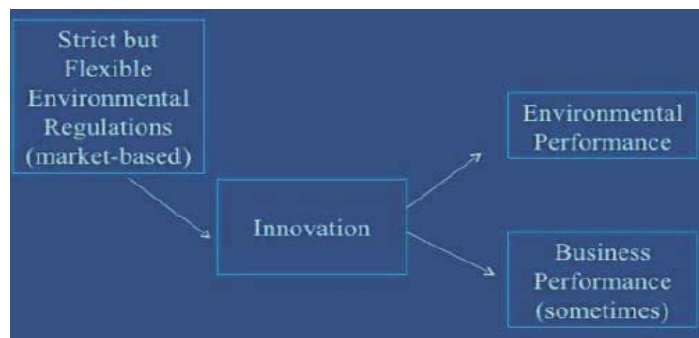 Strict but
Flexible
Environmental
Regulations
(market-based)
Innovation
Environmental
Performance
Business
Performance
(sometimes)